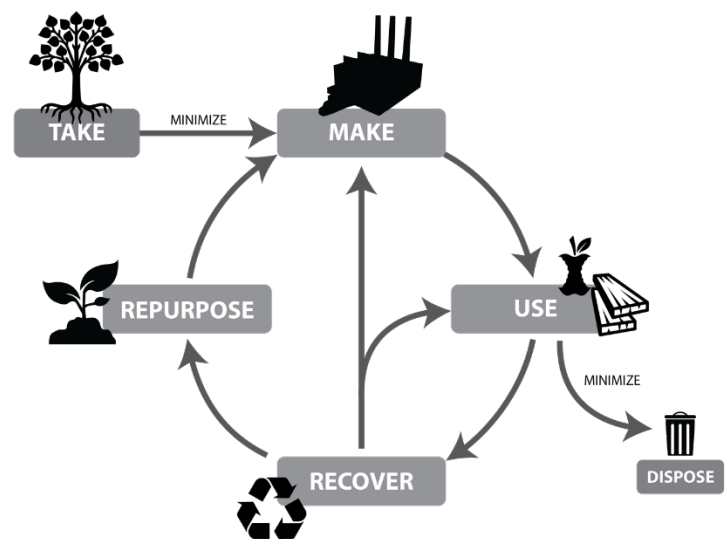 TAKE
MINIMIZE
MAKE
REPURPOSE
USE
MINIMIZE
RECOVER
DISPOSE